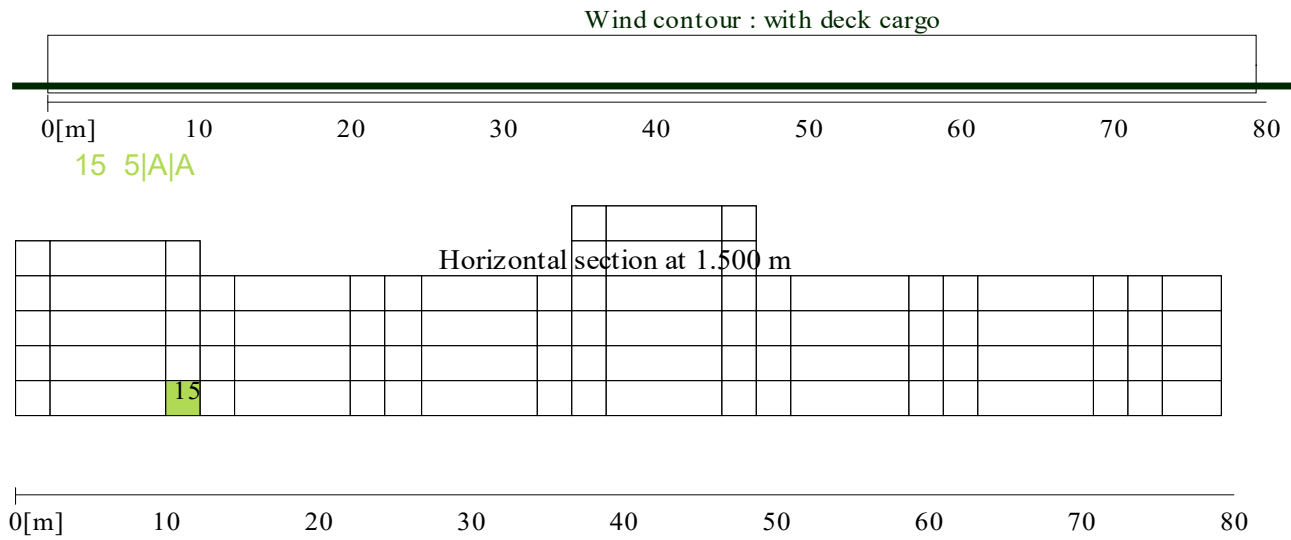 Wind contour : with deck cargo
0[m] 10 20 30 40 50 60 70 80
15 5|A|A
Horizontal section at 1.500 m
15
0[m] 10 20 30 40 50 60 70 80